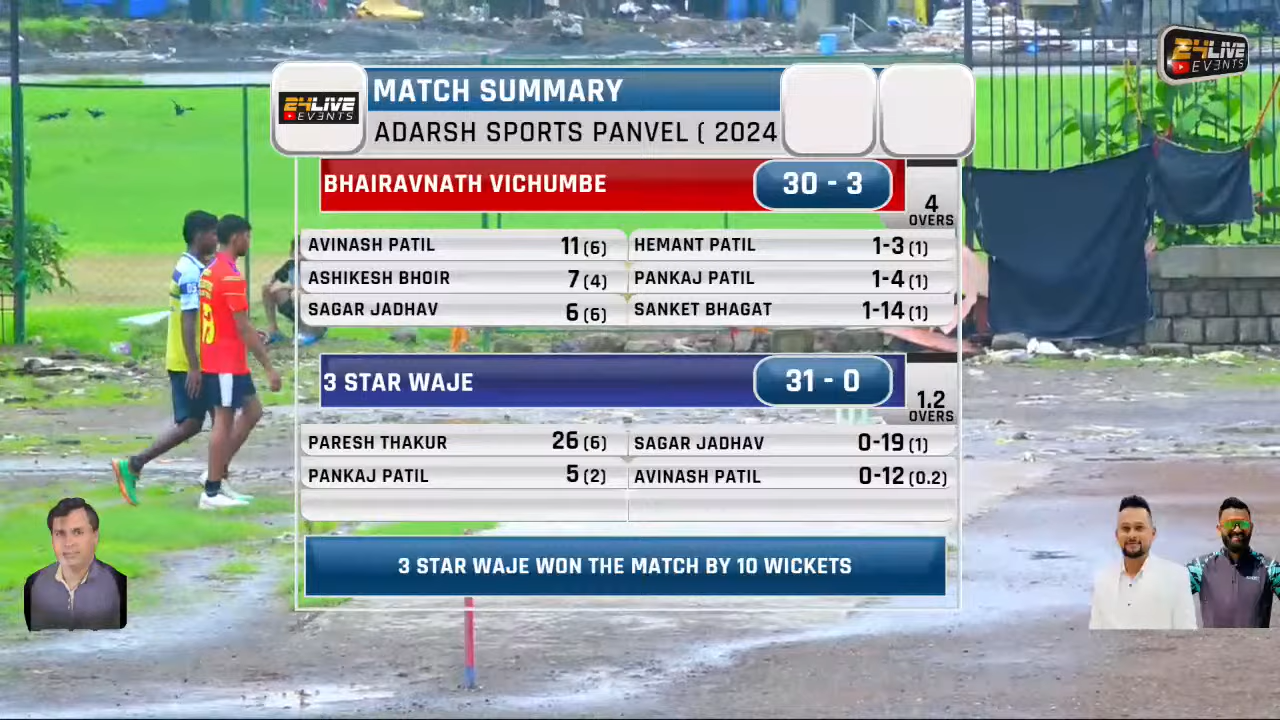 24LIVE
EVENTS
MATCH SUMMARY
24LIVE
EVENTS
ADARSH SPORTS PANVEL ( 2024
BHAIRAVNATH VICHUMBE 30 - 3
4
OVERS
AVINASH PATIL 11 (6) HEMANT PATIL 1-3 (1)
ASHIKESH BHOIR 7 (4) PANKAJ PATIL 1-4 (1)
SAGAR JADHAV 6 (6) SANKET BHAGAT 1-14 (1)
3 STAR WAJE 31 - 0
1.2
OVERS
PARESH THAKUR 26 (6) SAGAR JADHAV 0-19 (1)
PANKAJ PATIL 5 (2) AVINASH PATIL 0-12 (0.2)
3 STAR WAJE WON THE MATCH BY 10 WICKETS